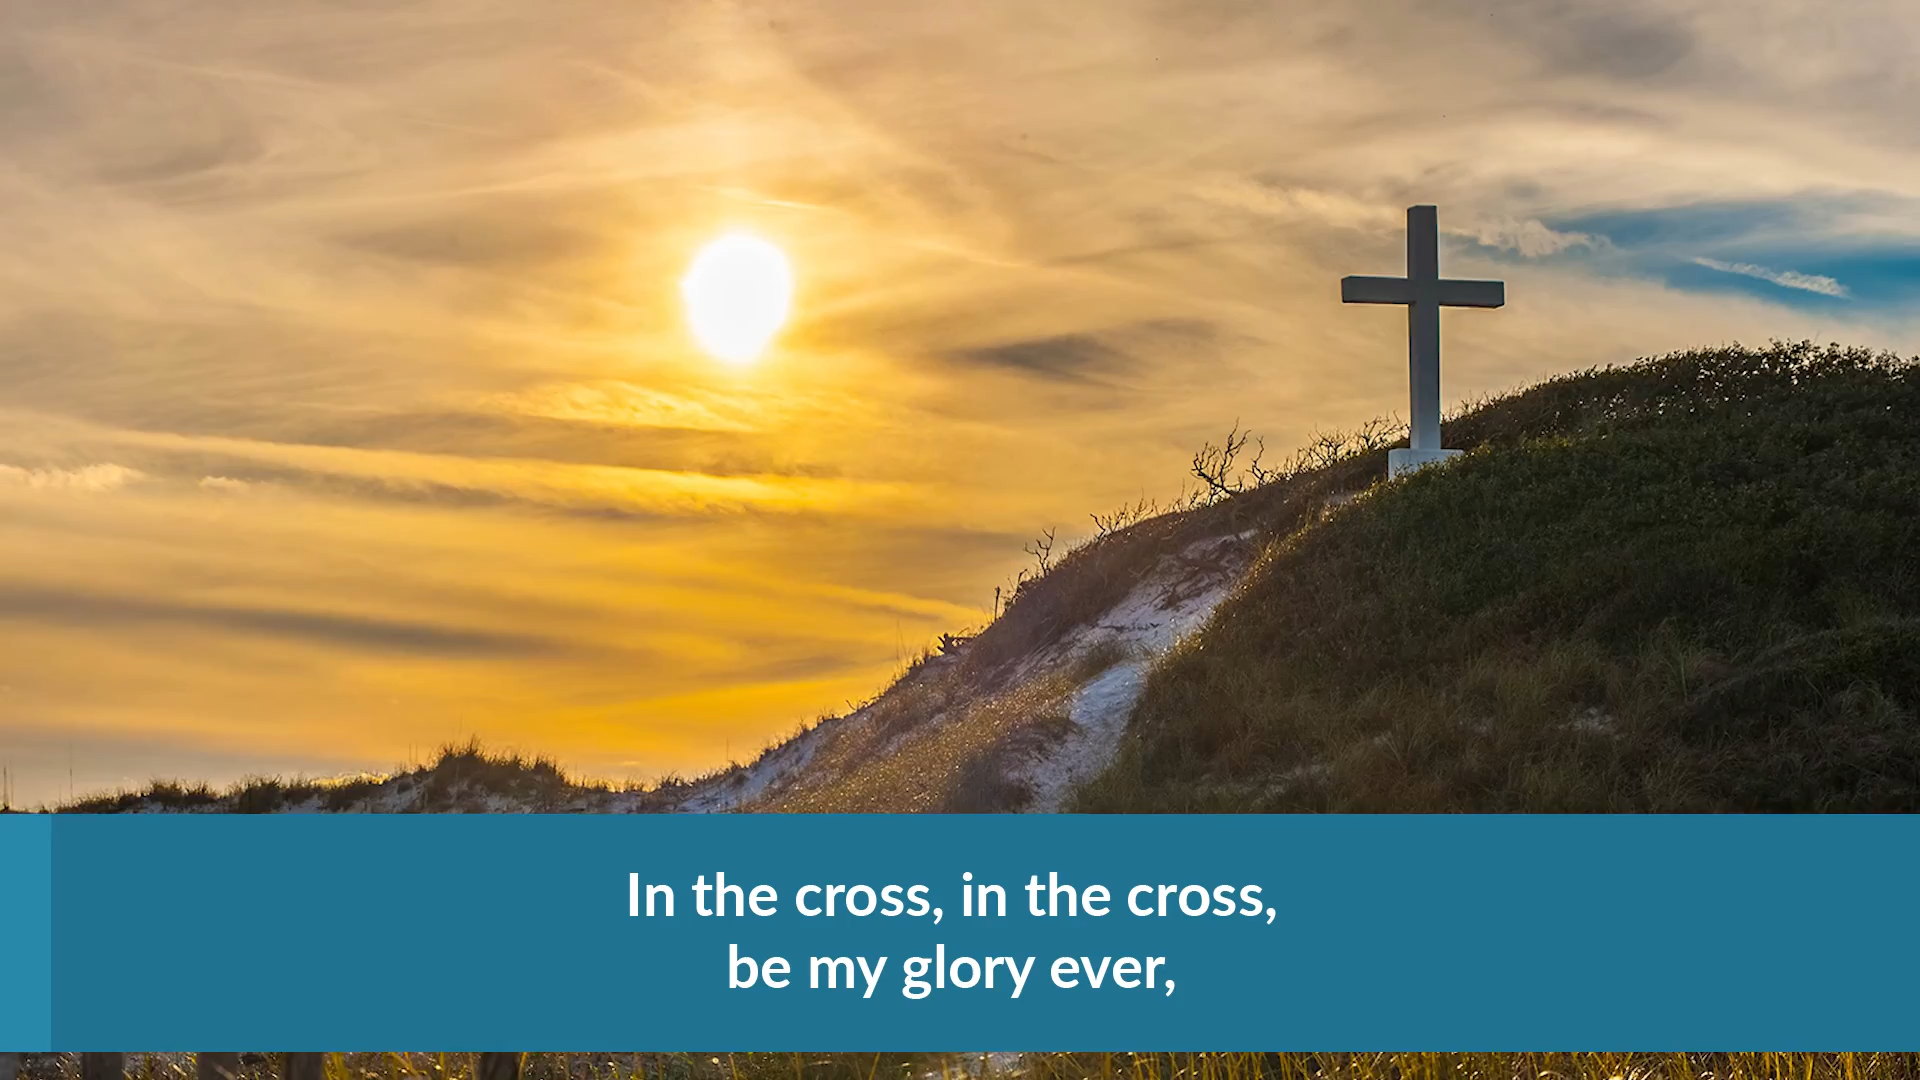 In the cross, in the cross,
be my glory ever,